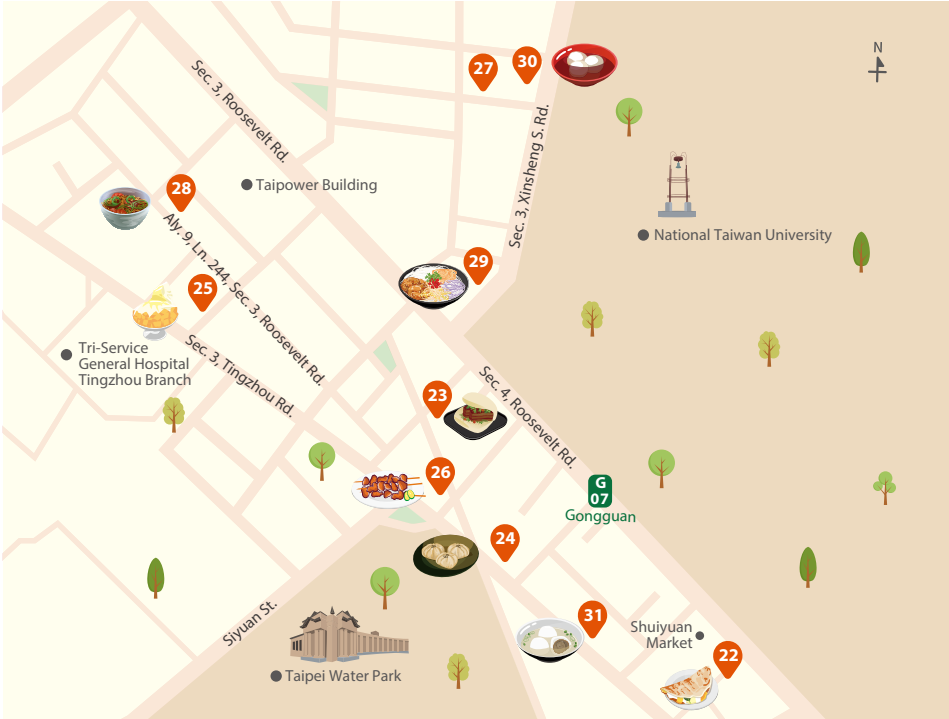 N
27
30
Sec. 3, Roosevelt Rd.
Sec. 3, Xinsheng S. Rd.
Taipower Building
28
National Taiwan University
Aly. 9, Ln. 244, Sec. 3, Roosevelt Rd.
29
25
Tri-Service
General Hospital
Tingzhou Branch
Sec. 3, Tingzhou Rd.
23
Sec. 4, Roosevelt Rd.
26
G
07
Gongguan
24
Siyuan St.
31
Shuiyuan
Market
22
Taipei Water Park